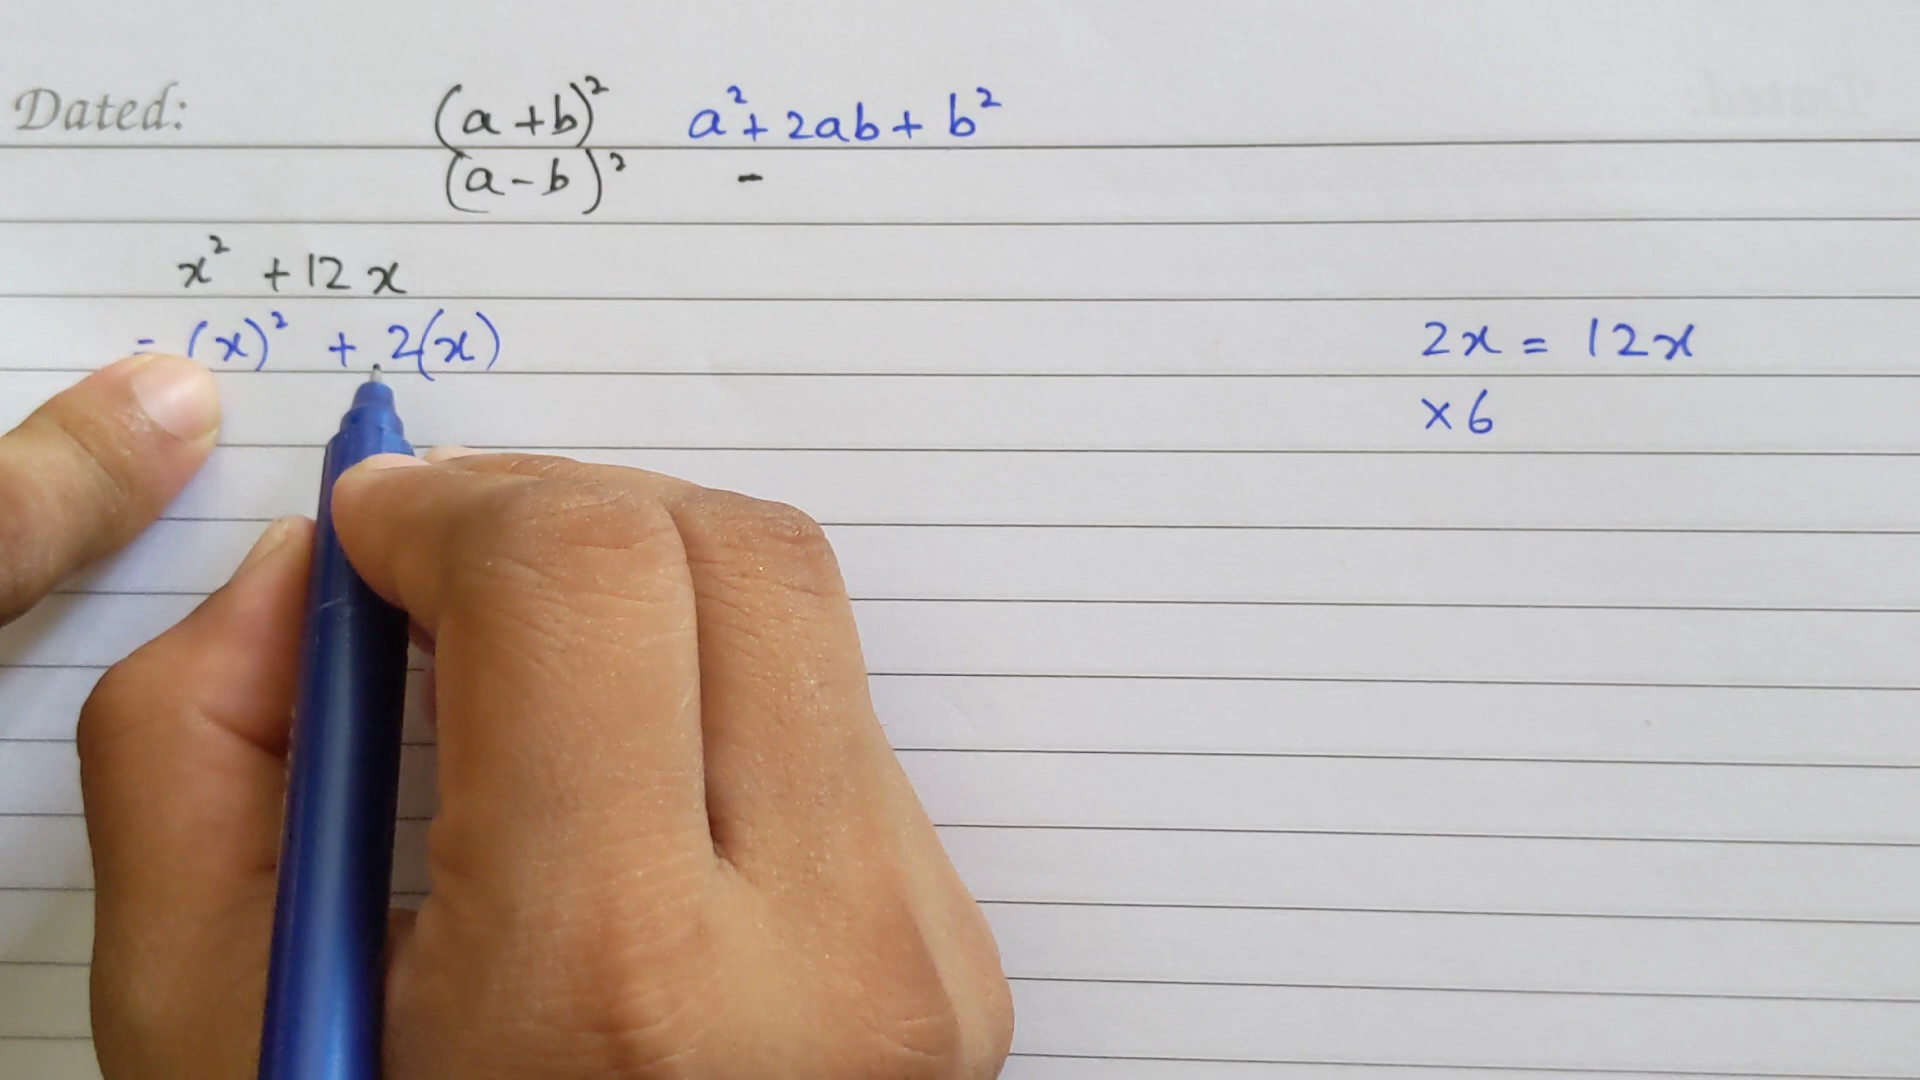 Dated: (a+b)² a²+2ab+b²
(a-b)² -
x² +12x
= (x)² + 2(x) 2x = 12x
×6